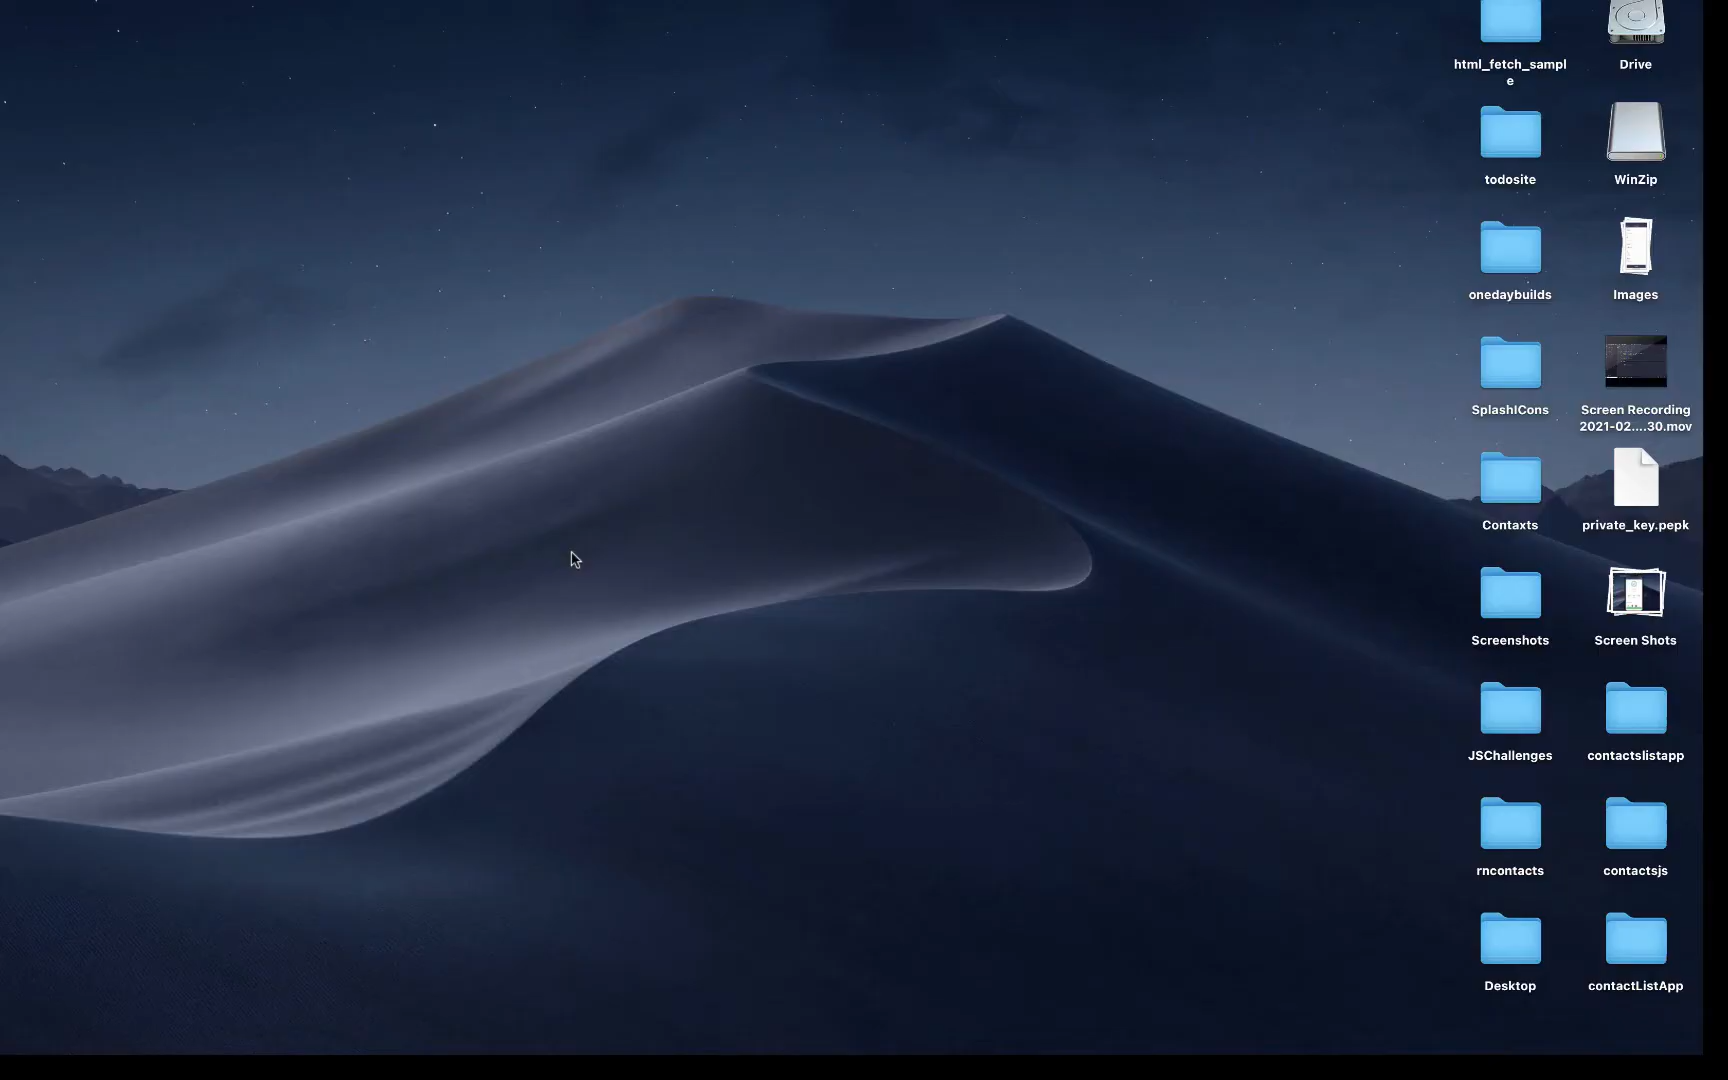 html_fetch_sampl
e
Drive
todosite
WinZip
onedaybuilds
Images
SplashICons
Screen Recording
2021-02....30.mov
Contaxts
private_key.pepk
Screenshots
Screen Shots
JSChallenges
contactslistapp
rncontacts
contactsjs
Desktop
contactListApp